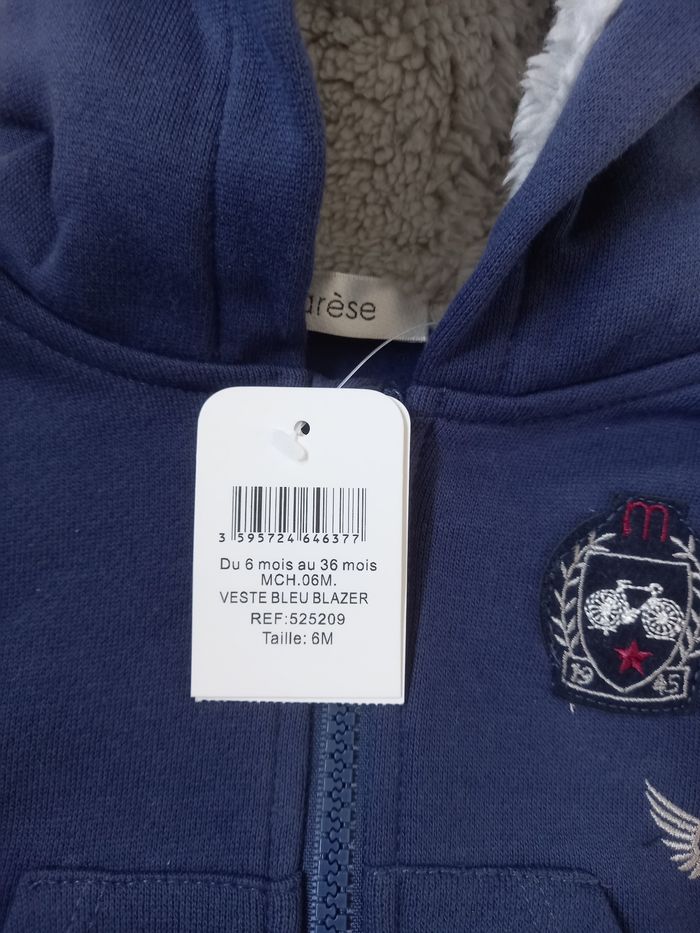 arèse
3 595724 646377
Du 6 mois au 36 mois
MCH.06M.
VESTE BLEU BLAZER
REF:525209
Taille: 6M
m
19 45